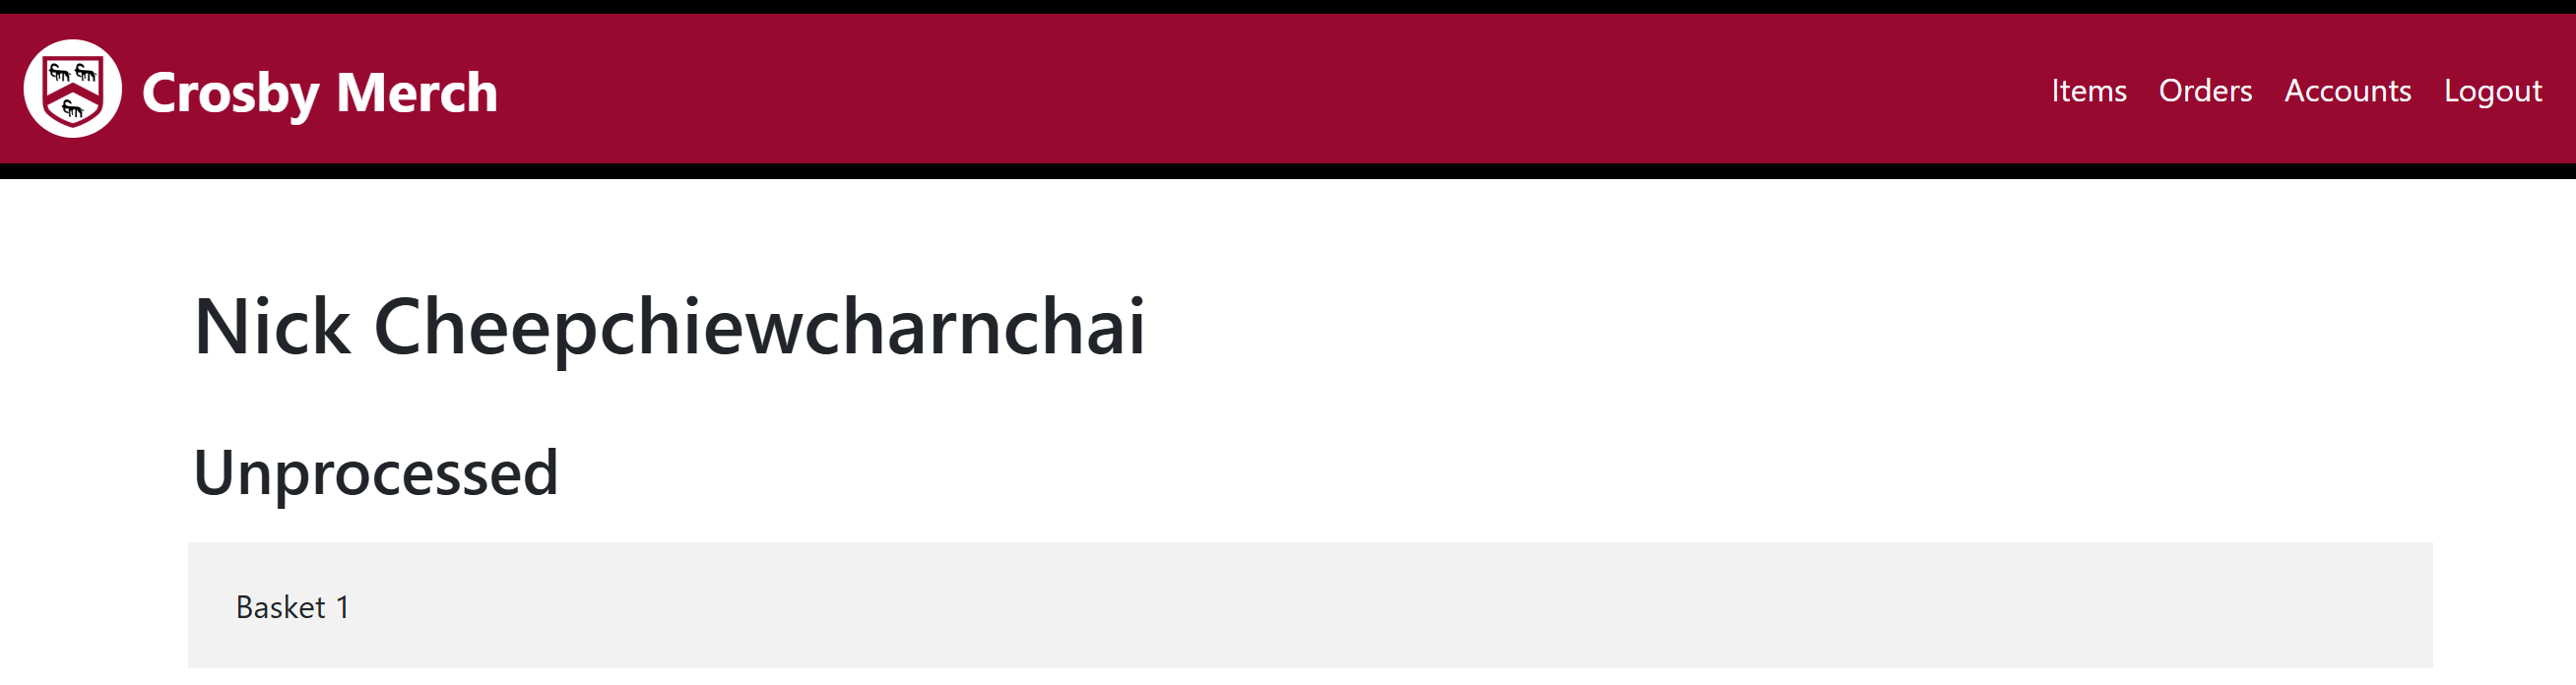 Crosby Merch
Items Orders Accounts Logout
Nick Cheepchiewcharnchai
Unprocessed
Basket 1